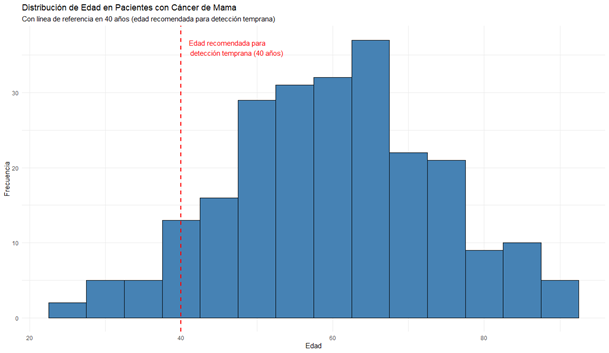 Distribución de Edad en Pacientes con Cáncer de Mama
Con línea de referencia en 40 años (edad recomendada para detección temprana)
Edad recomendada para
detección temprana (40 años)
30
20
10
0
Frecuencia
20
40
60
80
Edad